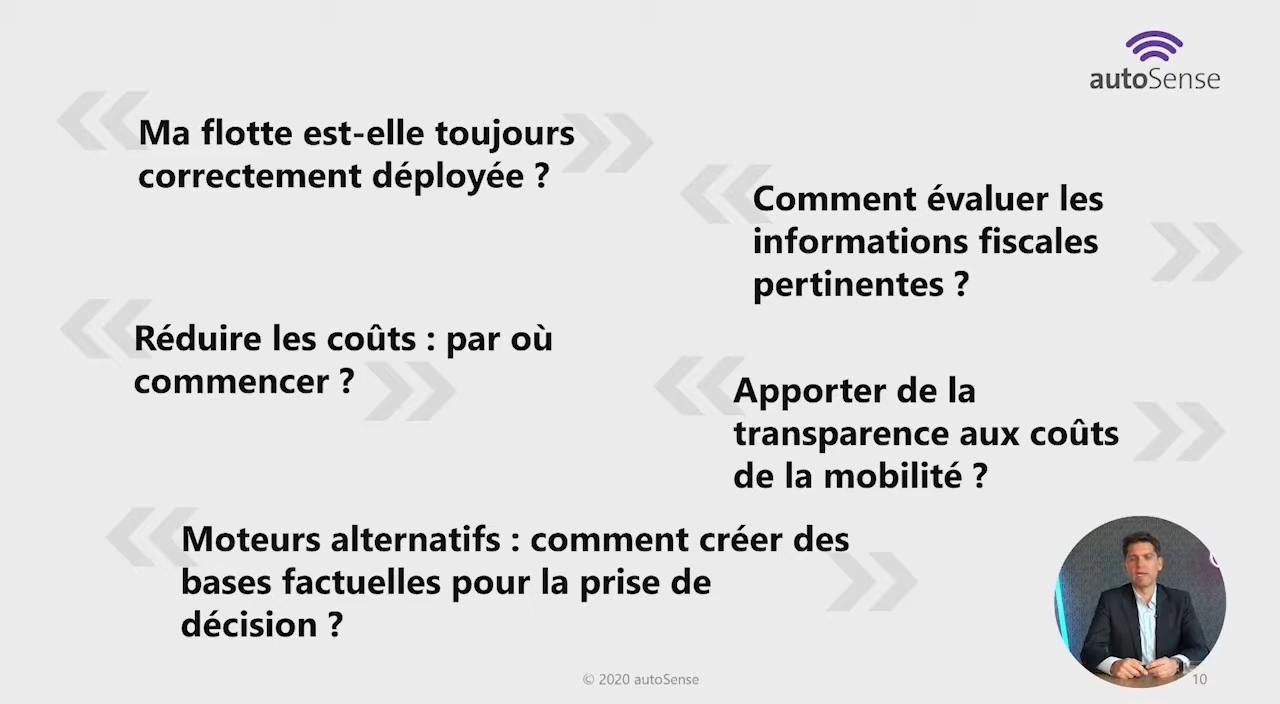 autoSense
Ma flotte est-elle toujours
correctement déployée ?
Comment évaluer les
informations fiscales
pertinentes ?
Réduire les coûts : par où
commencer ?
Apporter de la
transparence aux coûts
de la mobilité ?
Moteurs alternatifs : comment créer des
bases factuelles pour la prise de
décision ?
© 2020 autoSense
10